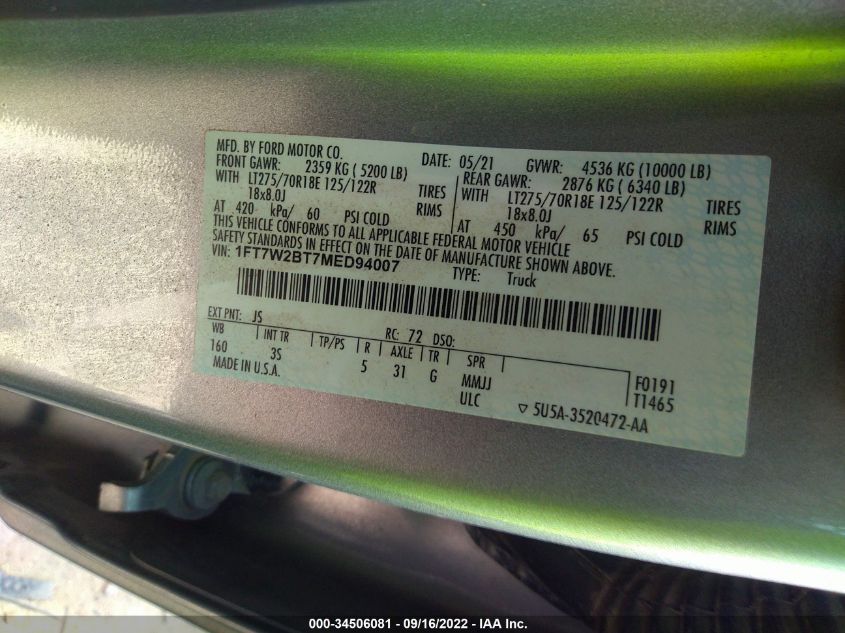 MFD. BY FORD MOTOR CO. DATE: 05/21 GVWR: 4536 KG (10000 LB)
FRONT GAWR: 2359 KG ( 5200 LB) REAR GAWR: 2876 KG ( 6340 LB)
WITH LT275/70R18E 125/122R TIRES WITH LT275/70R18E 125/122R TIRES
18x8.0J RIMS 18x8.0J RIMS
AT 420 kPa/ 60 PSI COLD AT 450 kPa/ 65 PSI COLD
THIS VEHICLE CONFORMS TO ALL APPLICABLE FEDERAL MOTOR VEHICLE
SAFETY STANDARDS IN EFFECT ON THE DATE OF MANUFACTURE SHOWN ABOVE.
VIN: 1FT7W2BT7MED94007 TYPE: Truck
EXT PNT: JS RC: 72 DSO:
WB INT TR TP/PS R AXLE TR SPR
160 3S 5 31 G MMJJ F0191
MADE IN U.S.A. ULC T1465
▽ 5U5A-3520472-AA
000-34506081 - 09/16/2022 - IAA Inc.